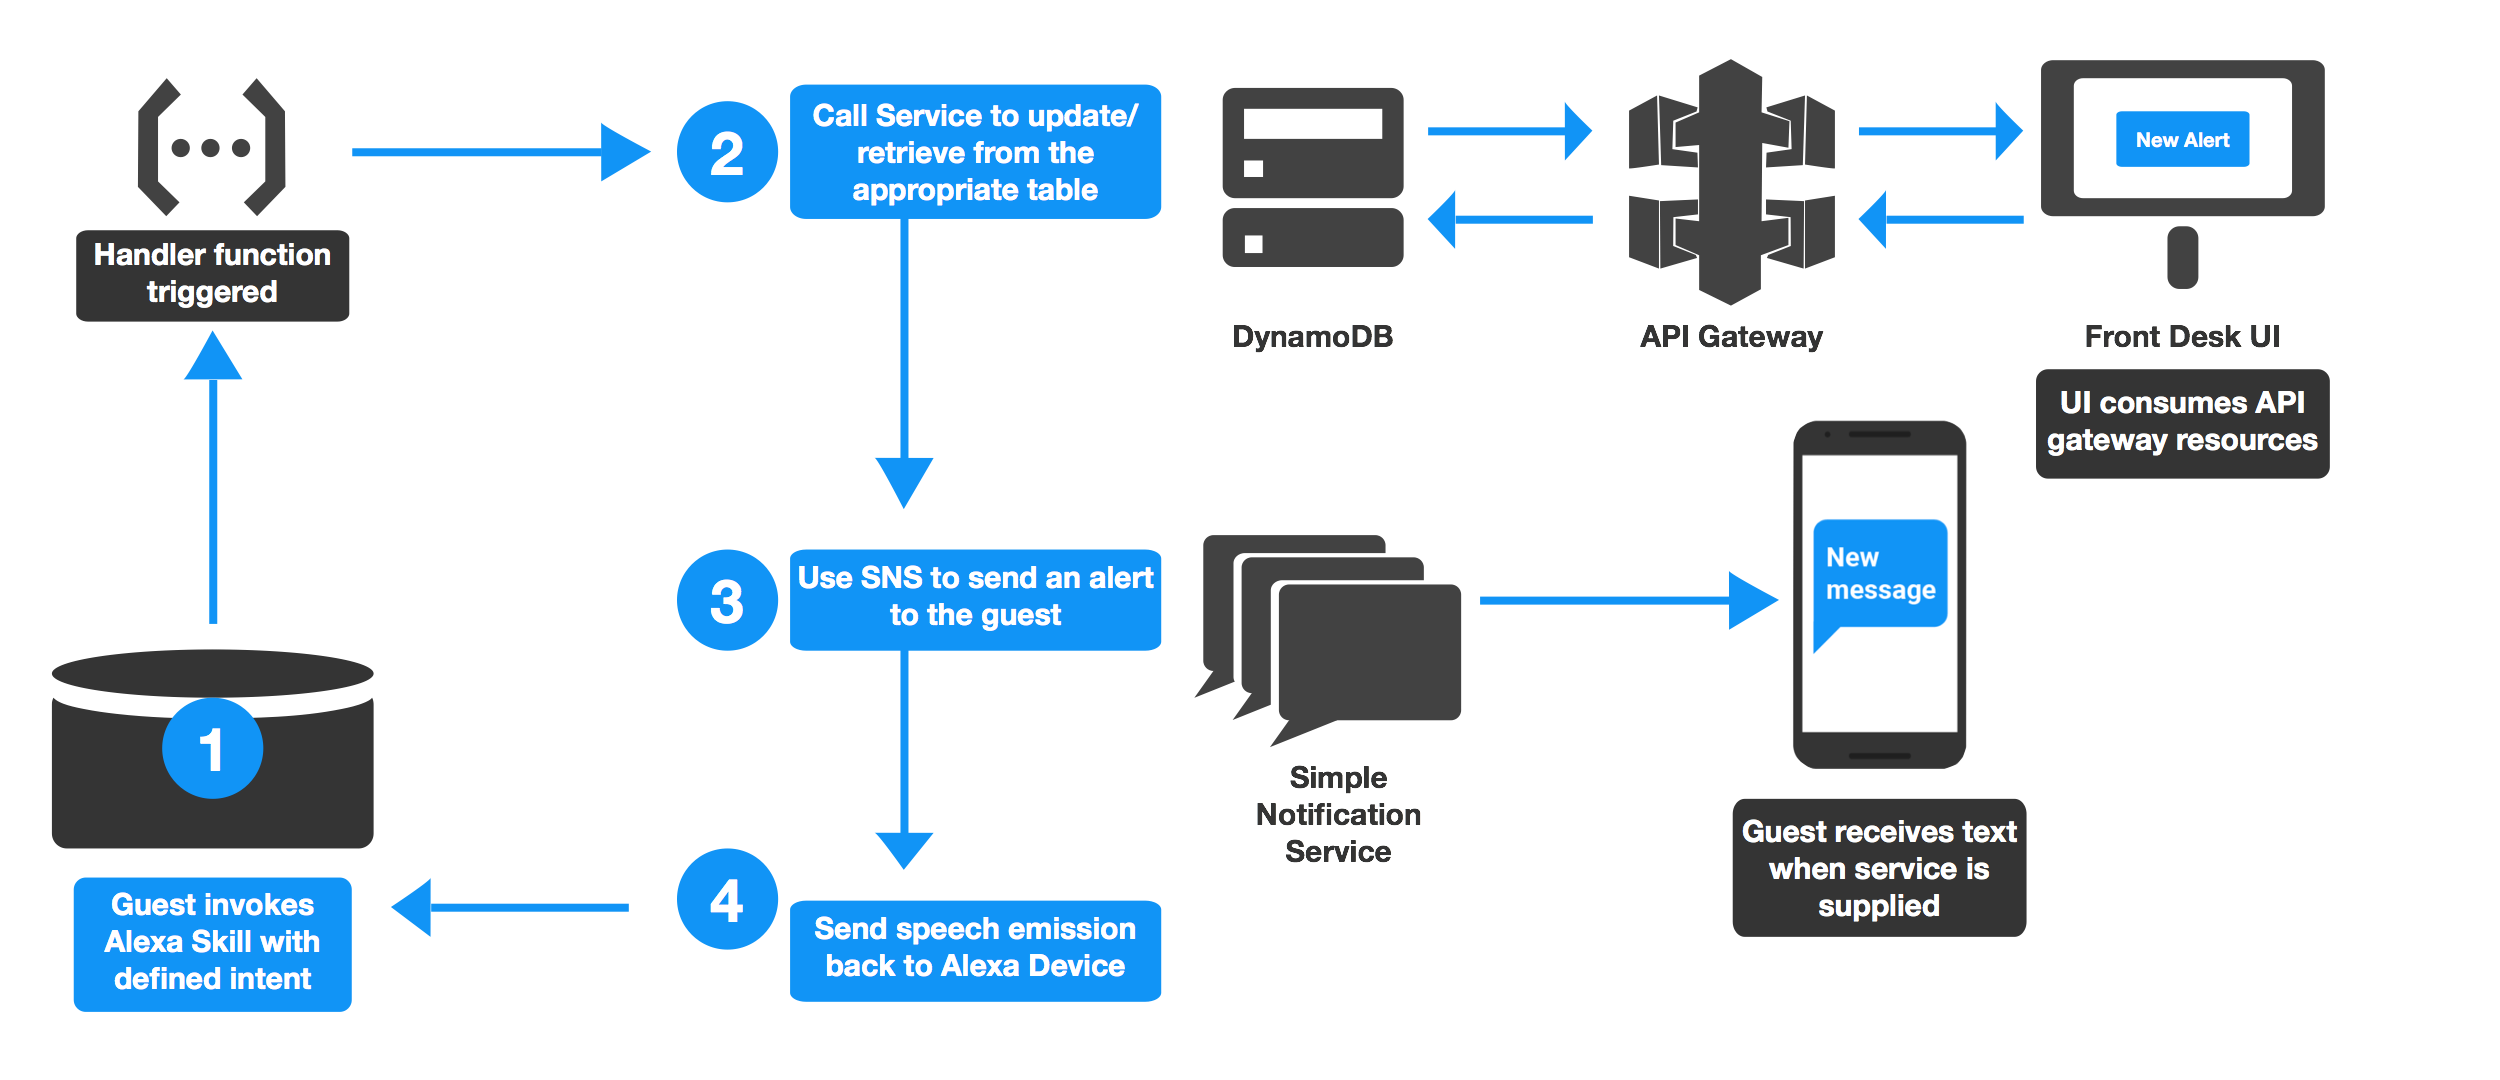 Handler function
triggered
2
Call Service to update/
retrieve from the
appropriate table
DynamoDB
API Gateway
New Alert
Front Desk UI
UI consumes API
gateway resources
3
Use SNS to send an alert
to the guest
Simple
Notification
Service
New
message
Guest receives text
when service is
supplied
1
Guest invokes
Alexa Skill with
defined intent
4
Send speech emission
back to Alexa Device